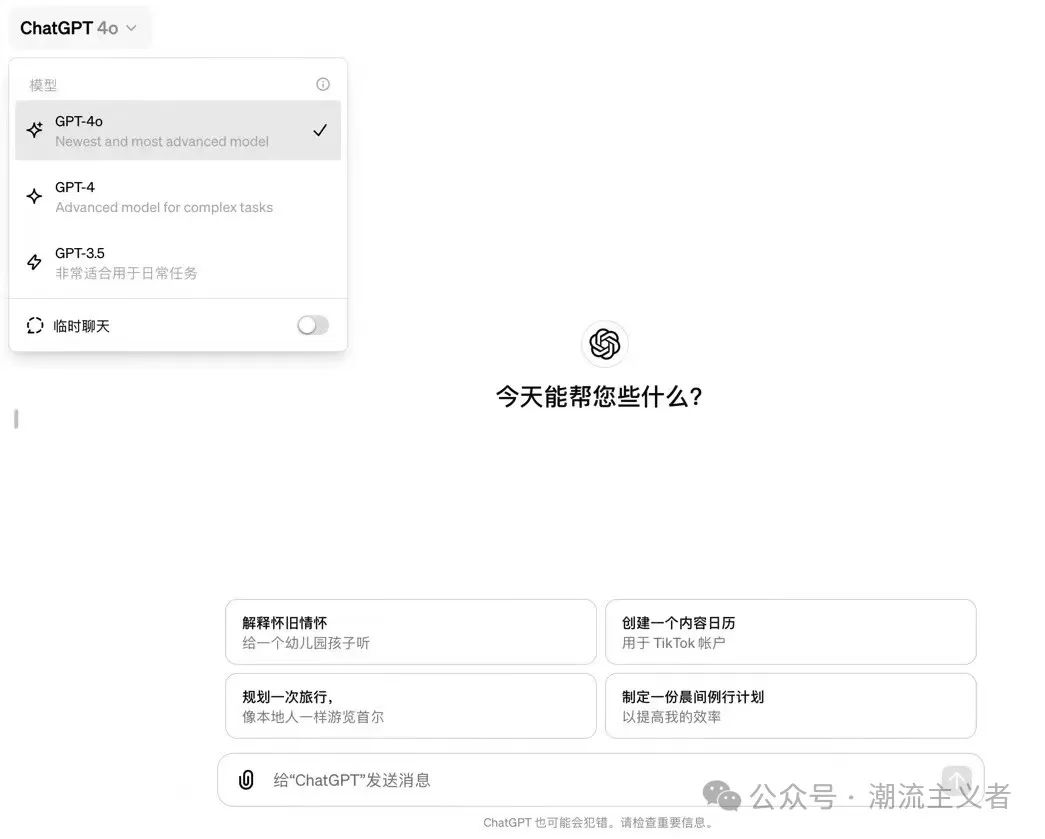 ChatGPT 4o
模型
GPT-4o
Newest and most advanced model
GPT-4
Advanced model for complex tasks
GPT-3.5
非常适合用于日常任务
临时聊天
今天能帮您些什么?
解释怀旧情怀
给一个幼儿园孩子听
创建一个内容日历
用于 TikTok 帐户
规划一次旅行,
像本地人一样游览首尔
制定一份晨间例行计划
以提高我的效率
给“ChatGPT”发送消息
公众号 · 潮流主义者
ChatGPT 也可能会犯错。请检查重要信息。